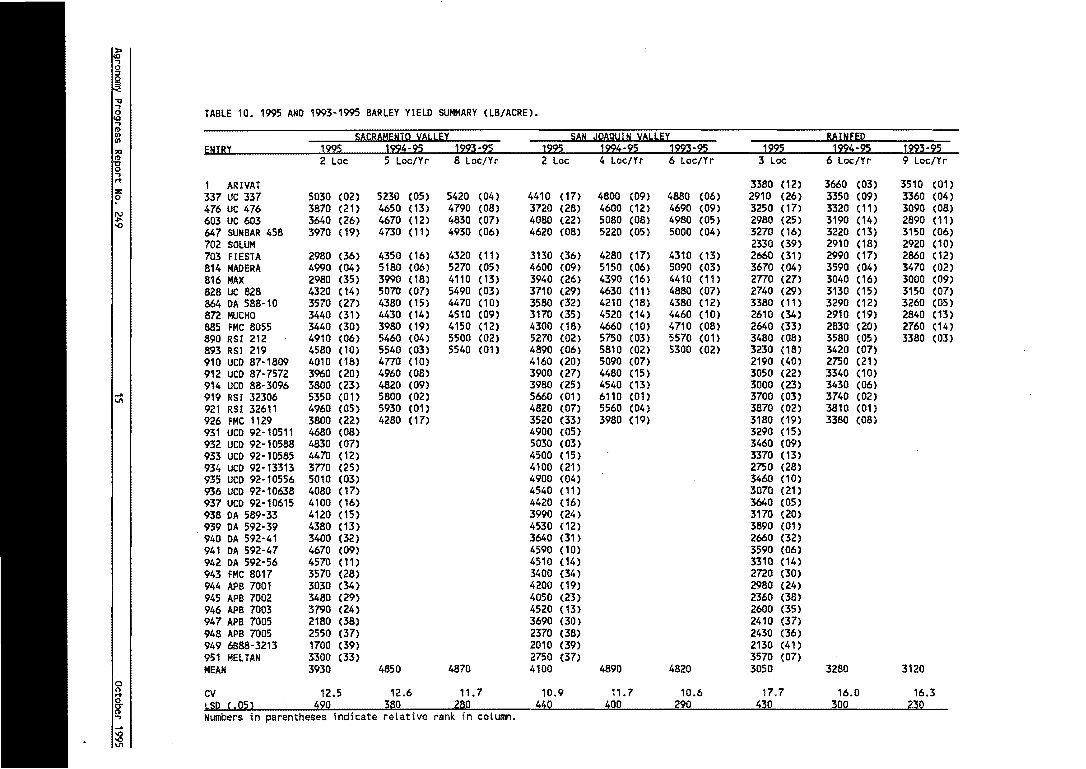 Agronomy Progress Report No. 249
15
October 1995
TABLE 10. 1995 AND 1993-1995 BARLEY YIELD SUMMARY (LB/ACRE).
SACRAMENTO VALLEY SAN JOAQUIN VALLEY RAINFED
ENTRY 1995 1994-95 1993-95 1995 1994-95 1993-95 1995 1994-95 1993-95
2 Loc 5 Loc/Yr 8 Loc/Yr 2 Loc 4 Loc/Yr 6 Loc/Yr 3 Loc 6 Loc/Yr 9 Loc/Yr
1 ARIVAT 3380 (12) 3660 (03) 3510 (01)
337 UC 337 5030 (02) 5230 (05) 5420 (04) 4410 (17) 4800 (09) 4880 (06) 2910 (26) 3350 (09) 3360 (04)
476 UC 476 3870 (21) 4650 (13) 4790 (08) 3720 (28) 4600 (12) 4690 (09) 3250 (17) 3320 (11) 3090 (08)
603 UC 603 3640 (26) 4670 (12) 4830 (07) 4080 (22) 5080 (08) 4980 (05) 2980 (25) 3190 (14) 2890 (11)
647 SUNBAR 458 3970 (19) 4730 (11) 4930 (06) 4620 (08) 5220 (05) 5000 (04) 3270 (16) 3220 (13) 3150 (06)
702 SOLUM 2330 (39) 2910 (18) 2920 (10)
703 FIESTA 2980 (36) 4350 (16) 4320 (11) 3130 (36) 4280 (17) 4310 (13) 2660 (31) 2990 (17) 2860 (12)
814 MADERA 4990 (04) 5180 (06) 5270 (05) 4600 (09) 5150 (06) 5090 (03) 3670 (04) 3590 (04) 3470 (02)
816 MAX 2980 (35) 3990 (18) 4110 (13) 3940 (26) 4390 (16) 4410 (11) 2770 (27) 3040 (16) 3000 (09)
828 UC 828 4320 (14) 5070 (07) 5490 (03) 3710 (29) 4630 (11) 4880 (07) 2740 (29) 3130 (15) 3150 (07)
864 DA 588-10 3570 (27) 4380 (15) 4470 (10) 3580 (32) 4210 (18) 4380 (12) 3380 (11) 3290 (12) 3260 (05)
872 MUCHO 3440 (31) 4430 (14) 4510 (09) 3170 (35) 4520 (14) 4460 (10) 2610 (34) 2910 (19) 2840 (13)
885 FMC 8055 3440 (30) 3980 (19) 4150 (12) 4300 (18) 4660 (10) 4710 (08) 2640 (33) 2830 (20) 2760 (14)
890 RSI 212 4910 (06) 5460 (04) 5500 (02) 5270 (02) 5750 (03) 5570 (01) 3480 (08) 3580 (05) 3380 (03)
893 RSI 219 4580 (10) 5540 (03) 5540 (01) 4890 (06) 5810 (02) 5300 (02) 3230 (18) 3420 (07)
910 UCD 87-1809 4010 (18) 4770 (10) 4160 (20) 5090 (07) 2190 (40) 2750 (21)
912 UCD 87-7572 3960 (20) 4960 (08) 3900 (27) 4480 (15) 3050 (22) 3340 (10)
914 UCD 88-3096 3800 (23) 4820 (09) 3980 (25) 4540 (13) 3000 (23) 3430 (06)
919 RSI 32306 5350 (01) 5800 (02) 5660 (01) 6110 (01) 3700 (03) 3740 (02)
921 RSI 32611 4960 (05) 5930 (01) 4820 (07) 5560 (04) 3870 (02) 3810 (01)
926 FMC 1129 3800 (22) 4280 (17) 3520 (33) 3980 (19) 3180 (19) 3380 (08)
931 UCD 92-10511 4680 (08) 4900 (05) 3290 (15)
932 UCD 92-10588 4830 (07) 5030 (03) 3460 (09)
933 UCD 92-10585 4470 (12) 4500 (15) 3370 (13)
934 UCD 92-13313 3770 (25) 4100 (21) 2750 (28)
935 UCD 92-10556 5010 (03) 4900 (04) 3460 (10)
936 UCD 92-10638 4080 (17) 4540 (11) 3070 (21)
937 UCD 92-10615 4100 (16) 4420 (16) 3640 (05)
938 DA 589-33 4120 (15) 3990 (24) 3170 (20)
939 DA 592-39 4380 (13) 4530 (12) 3890 (01)
940 DA 592-41 3400 (32) 3640 (31) 2660 (32)
941 DA 592-47 4670 (09) 4590 (10) 3590 (06)
942 DA 592-56 4570 (11) 4510 (14) 3310 (14)
943 FMC 8017 3570 (28) 3400 (34) 2720 (30)
944 APB 7001 3030 (34) 4200 (19) 2980 (24)
945 APB 7002 3480 (29) 4050 (23) 2360 (38)
946 APB 7003 3790 (24) 4520 (13) 2600 (35)
947 APB 7005 2180 (38) 3690 (30) 2410 (37)
948 APB 7005 2550 (37) 2370 (38) 2430 (36)
949 6B88-3213 1700 (39) 2010 (39) 2130 (41)
951 MELTAN 3300 (33) 2750 (37) 3570 (07)
MEAN 3930 4850 4870 4100 4890 4820 3050 3280 3120
CV 12.5 12.6 11.7 10.9 11.7 10.6 17.7 16.0 16.3
LSD (.05) 490 380 280 440 400 290 430 300 230
Numbers in parentheses indicate relative rank in column.